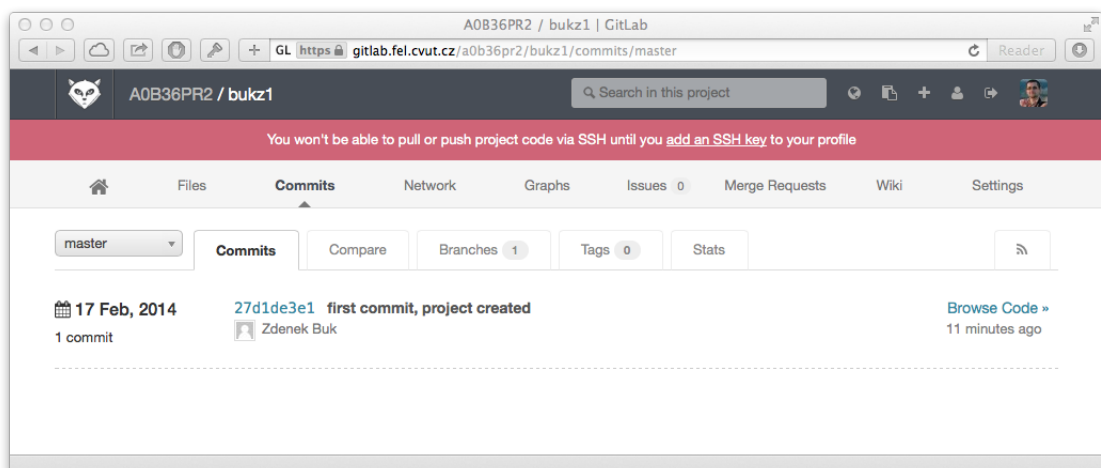 A0B36PR2 / bukz1 | GitLab
GL https gitlab.fel.cvut.cz/a0b36pr2/bukz1/commits/master Reader
A0B36PR2 / bukz1 Search in this project
You won't be able to pull or push project code via SSH until you add an SSH key to your profile
Files Commits Network Graphs Issues 0 Merge Requests Wiki Settings
master Commits Compare Branches 1 Tags 0 Stats
17 Feb, 2014 27d1de3e1 first commit, project created Browse Code »
1 commit Zdenek Buk 11 minutes ago